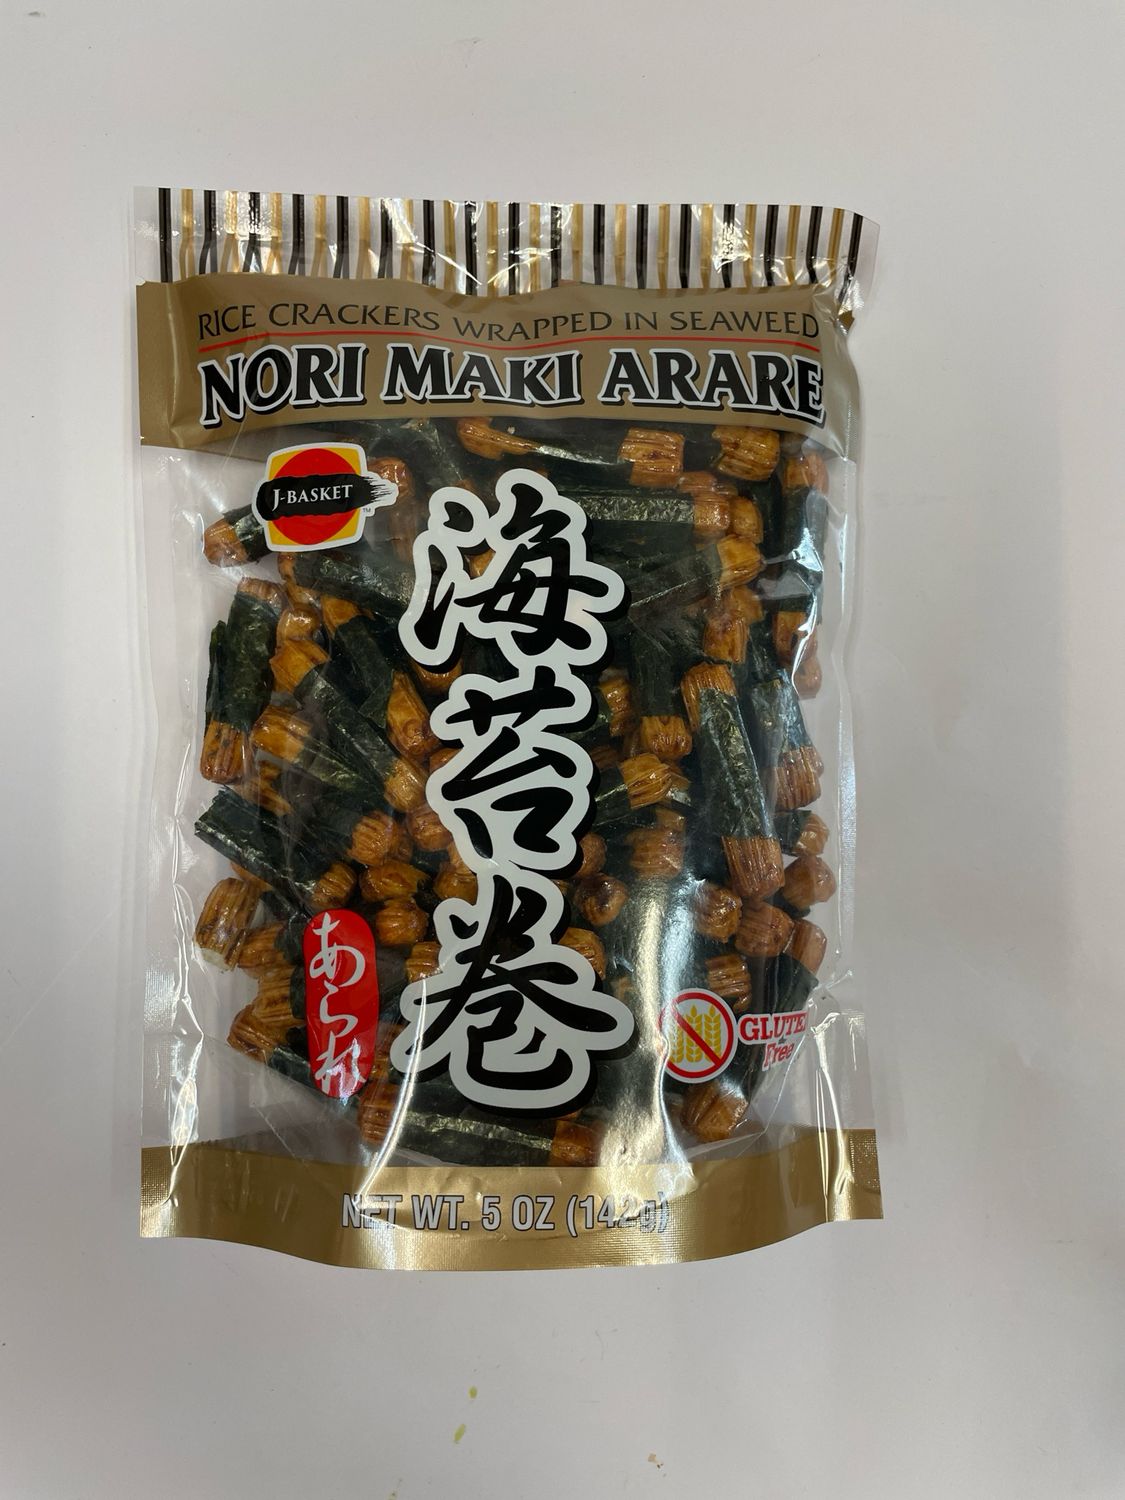 RICE CRACKERS WRAPPED IN SEAWEED
NORI MAKI ARARE
J-BASKET
TM
海苔巻
あられ
GLUTEN
Free
NET WT. 5 OZ (142g)